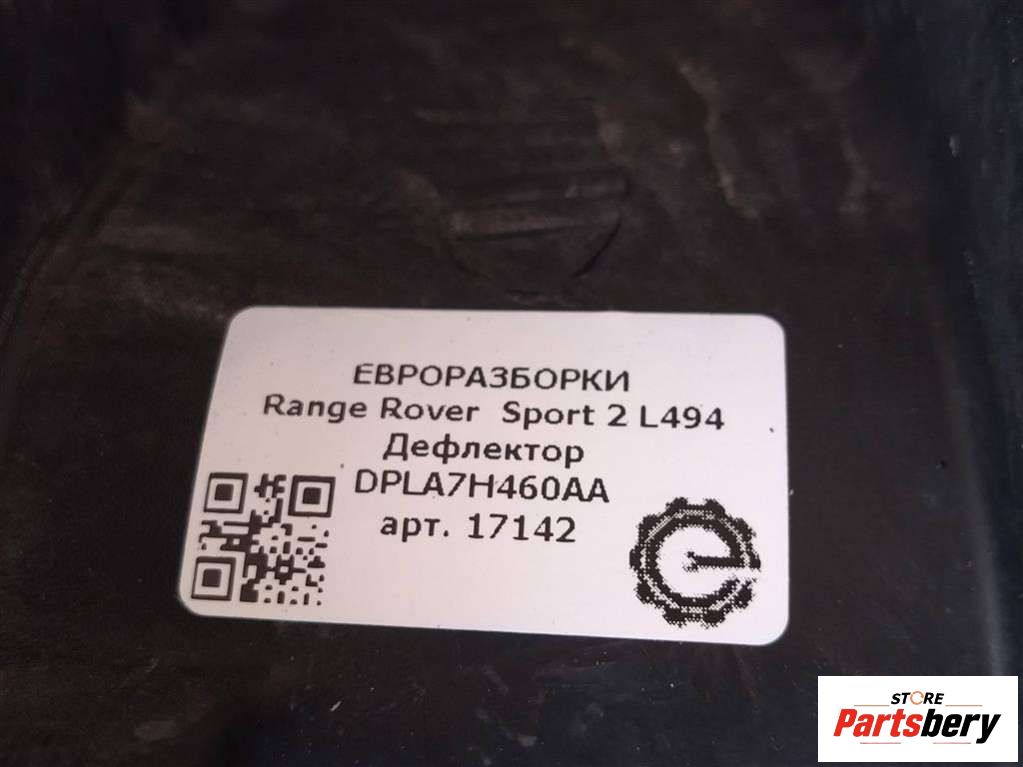 ЕВРОРАЗБОРКИ
Range Rover Sport 2 L494
Дефлектор
DPLA7H460AA
арт. 17142
STORE
Partsbery